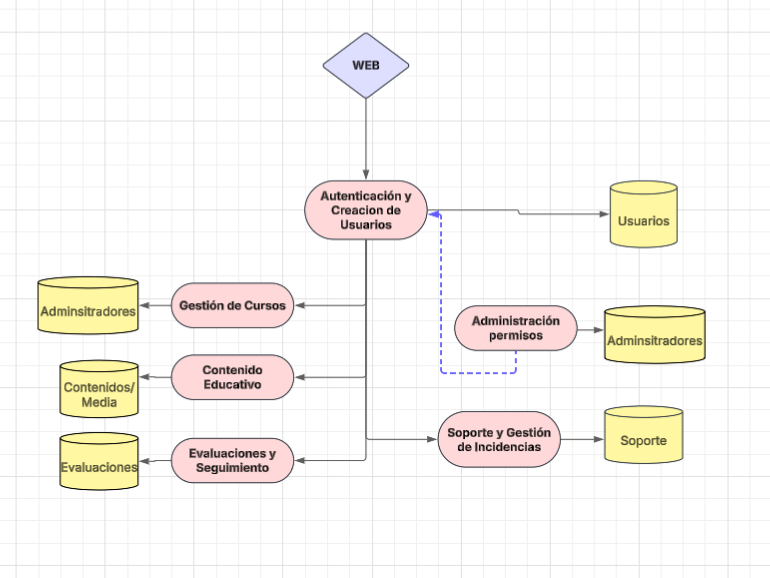 WEB
Autenticación y
Creacion de
Usuarios
Usuarios
Adminsitradores
Gestión de Cursos
Administración
permisos
Adminsitradores
Contenidos/
Media
Contenido
Educativo
Evaluaciones
Evaluaciones y
Seguimiento
Soporte y Gestión
de Incidencias
Soporte